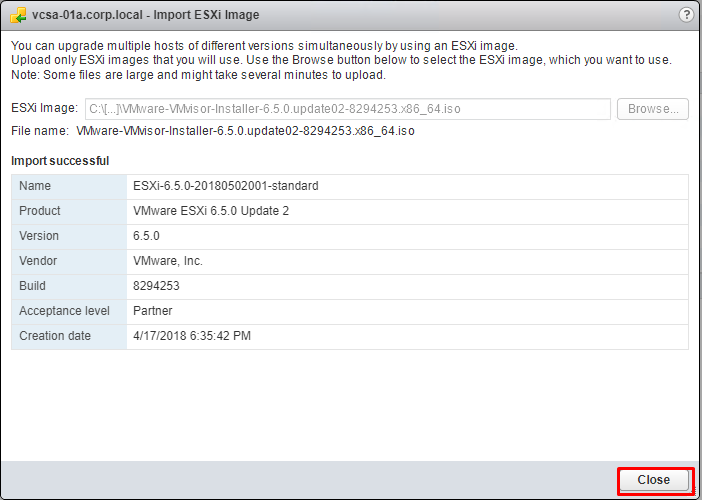 vcsa-01a.corp.local - Import ESXi Image
?
You can upgrade multiple hosts of different versions simultaneously by using an ESXi image.
Upload only ESXi images that you will use. Use the Browse button below to select the ESXi image, which you want to use.
Note: Some files are large and might take several minutes to upload.
ESXi Image: C:\[...]\VMware-VMvisor-Installer-6.5.0.update02-8294253.x86_64.iso Browse...
File name: VMware-VMvisor-Installer-6.5.0.update02-8294253.x86_64.iso
Import successful
Name ESXi-6.5.0-20180502001-standard
Product VMware ESXi 6.5.0 Update 2
Version 6.5.0
Vendor VMware, Inc.
Build 8294253
Acceptance level Partner
Creation date 4/17/2018 6:35:42 PM
Close